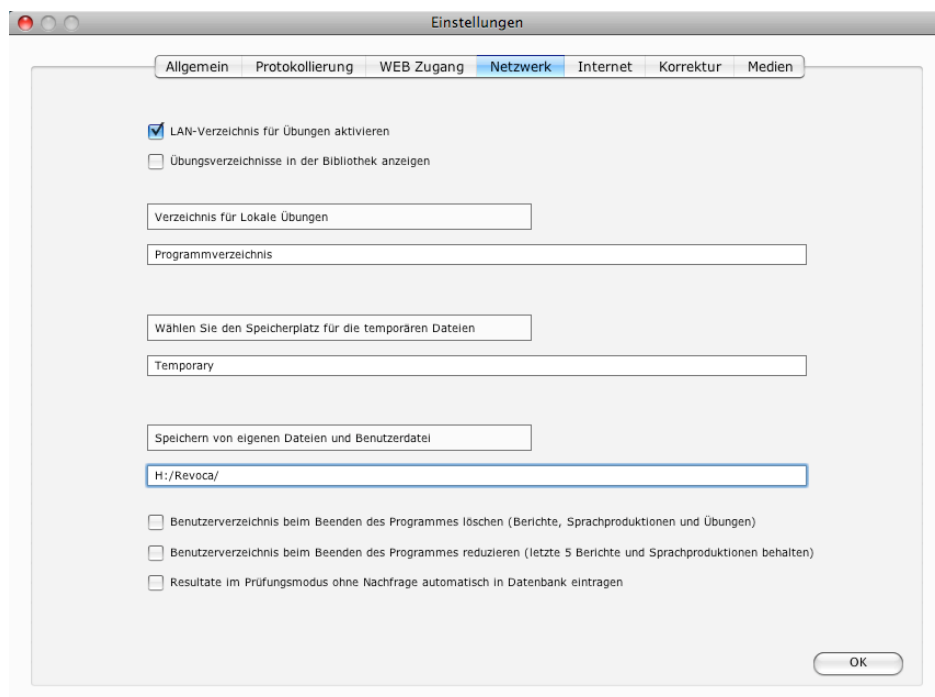 Einstellungen
Allgemein Protokollierung WEB Zugang Netzwerk Internet Korrektur Medien
LAN-Verzeichnis für Übungen aktivieren
Übungsverzeichnisse in der Bibliothek anzeigen
Verzeichnis für Lokale Übungen
Programmverzeichnis
Wählen Sie den Speicherplatz für die temporären Dateien
Temporary
Speichern von eigenen Dateien und Benutzerdatei
H:/Revoca/
Benutzerverzeichnis beim Beenden des Programmes löschen (Berichte, Sprachproduktionen und Übungen)
Benutzerverzeichnis beim Beenden des Programmes reduzieren (letzte 5 Berichte und Sprachproduktionen behalten)
Resultate im Prüfungsmodus ohne Nachfrage automatisch in Datenbank eintragen
OK